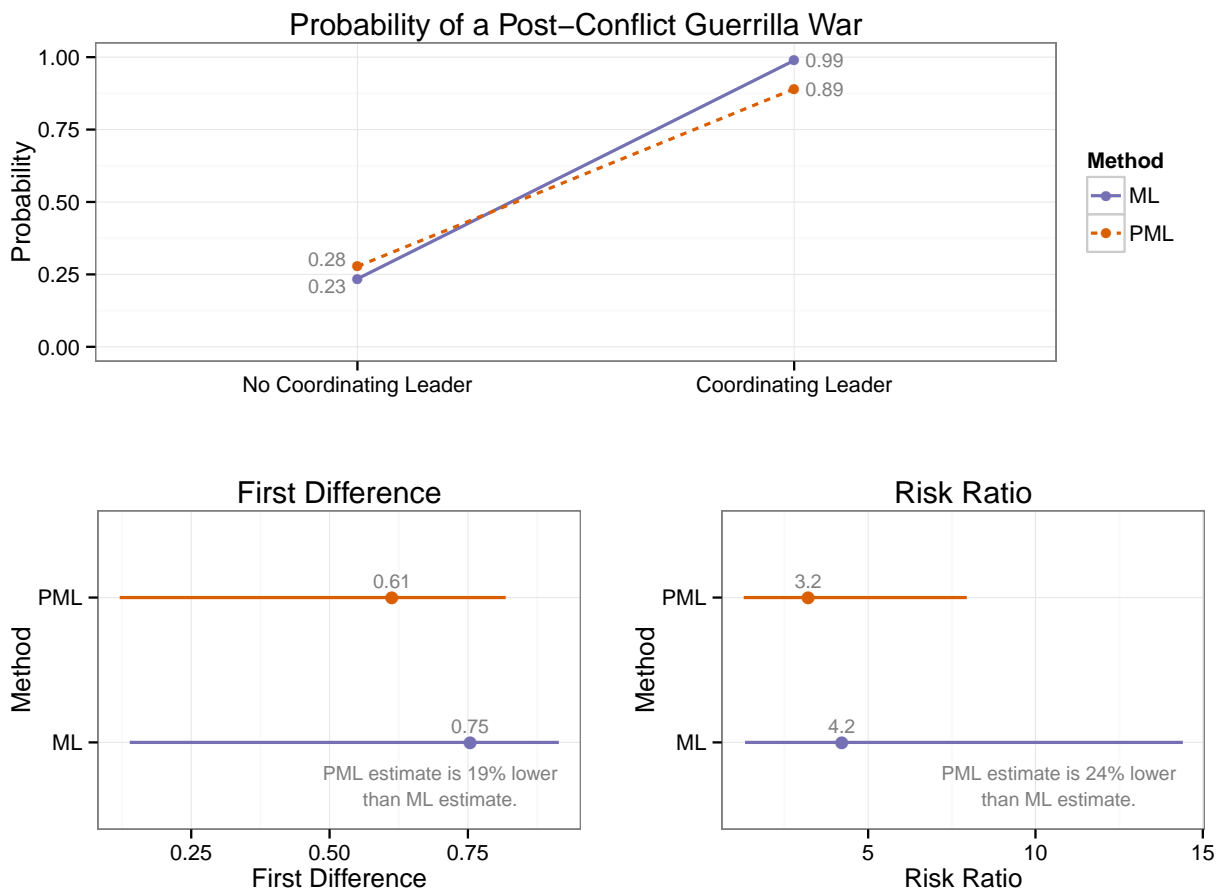 Probability of a Post−Conflict Guerrilla War
Probability
1.00
0.75
0.50
0.25
0.00
0.99
0.89
0.28
0.23
No Coordinating Leader
Coordinating Leader
Method
ML
PML
First Difference
Method
PML
ML
0.61
0.75
PML estimate is 19% lower
than ML estimate.
0.25
0.50
0.75
First Difference
Risk Ratio
Method
PML
ML
3.2
4.2
PML estimate is 24% lower
than ML estimate.
5
10
15
Risk Ratio